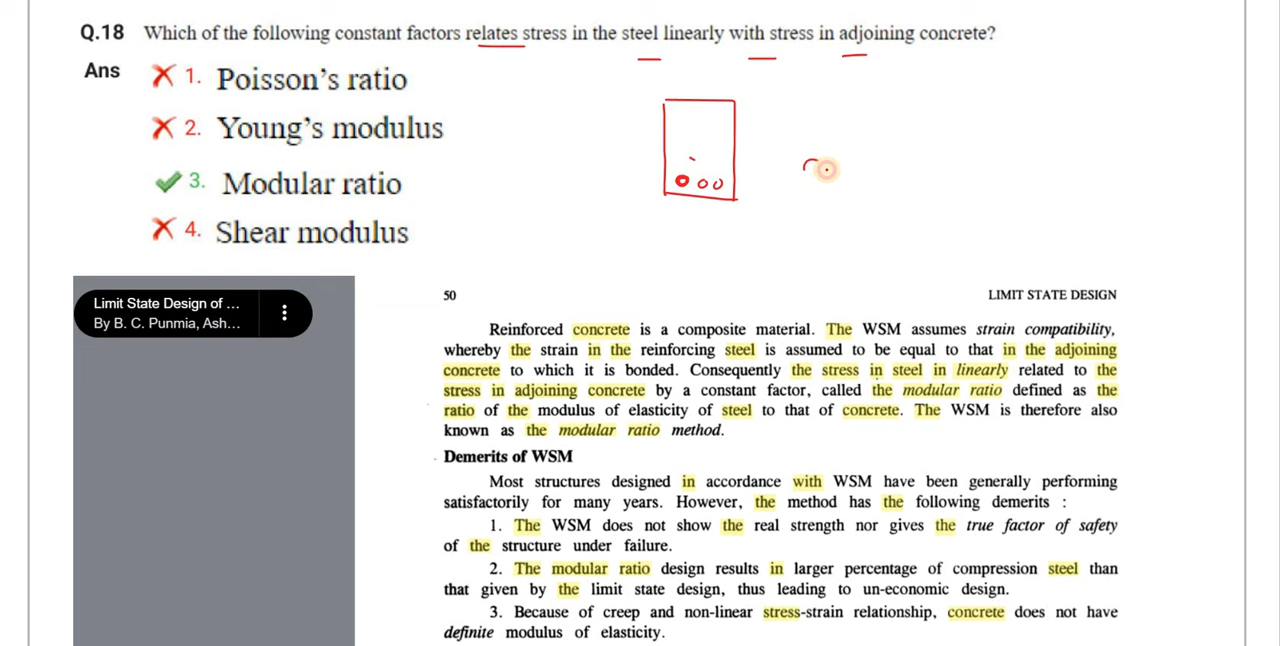 Q.18 Which of the following constant factors relates stress in the steel linearly with stress in adjoining concrete?
Ans 1. Poisson's ratio
2. Young's modulus
3. Modular ratio
4. Shear modulus
Limit State Design of ...
By B. C. Punmia, Ash...
50 LIMIT STATE DESIGN
Reinforced concrete is a composite material. The WSM assumes strain compatibility,
whereby the strain in the reinforcing steel is assumed to be equal to that in the adjoining
concrete to which it is bonded. Consequently the stress in steel in linearly related to the
stress in adjoining concrete by a constant factor, called the modular ratio defined as the
ratio of the modulus of elasticity of steel to that of concrete. The WSM is therefore also
known as the modular ratio method.
Demerits of WSM
Most structures designed in accordance with WSM have been generally performing
satisfactorily for many years. However, the method has the following demerits :
1. The WSM does not show the real strength nor gives the true factor of safety
of the structure under failure.
2. The modular ratio design results in larger percentage of compression steel than
that given by the limit state design, thus leading to un-economic design.
3. Because of creep and non-linear stress-strain relationship, concrete does not have
definite modulus of elasticity.